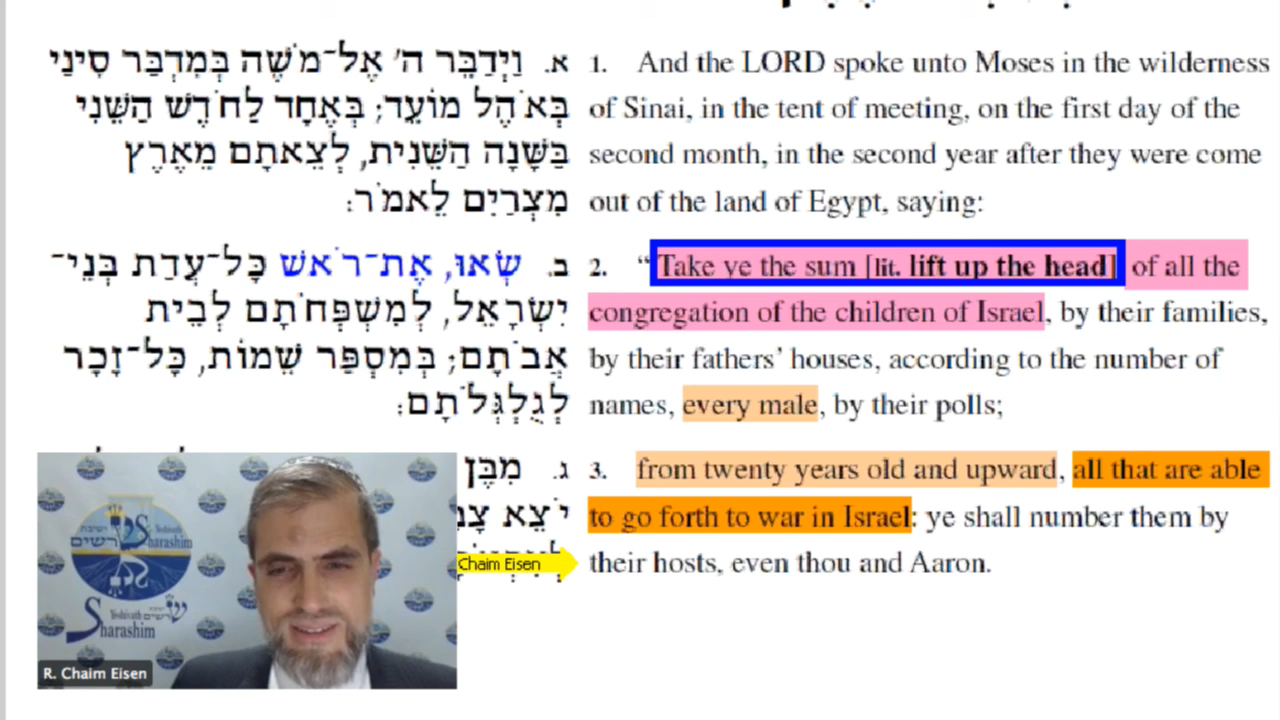 א. וַיְדַבֵּר ה׳ אֶל־מֹשֶׁה בְּמִדְבַּר סִינַי
בְּאֹהֶל מוֹעֵד; בְּאֶחָד לַחֹדֶשׁ הַשֵּׁנִי
בַּשָּׁנָה הַשֵּׁנִית, לְצֵאתָם מֵאֶרֶץ
מִצְרַיִם לֵאמֹר:
1. And the LORD spoke unto Moses in the wilderness
of Sinai, in the tent of meeting, on the first day of the
second month, in the second year after they were come
out of the land of Egypt, saying:
ב. שְׂאוּ, אֶת־רֹאשׁ כָּל־עֲדַת בְּנֵי־
יִשְׂרָאֵל, לְמִשְׁפְּחֹתָם לְבֵית
אֲבֹתָם; בְּמִסְפַּר שֵׁמוֹת, כָּל־זָכָר
לְגֻלְגְּלֹתָם:
2. “Take ye the sum [lit. lift up the head] of all the
congregation of the children of Israel, by their families,
by their fathers’ houses, according to the number of
names, every male, by their polls;
ג. מִבֶּן
יֹצֵא
3. from twenty years old and upward, all that are able
to go forth to war in Israel: ye shall number them by
their hosts, even thou and Aaron.
Chaim Eisen
ישיבת
שרשים
Sharashim
Yeshivath
Sharashim
R. Chaim Eisen